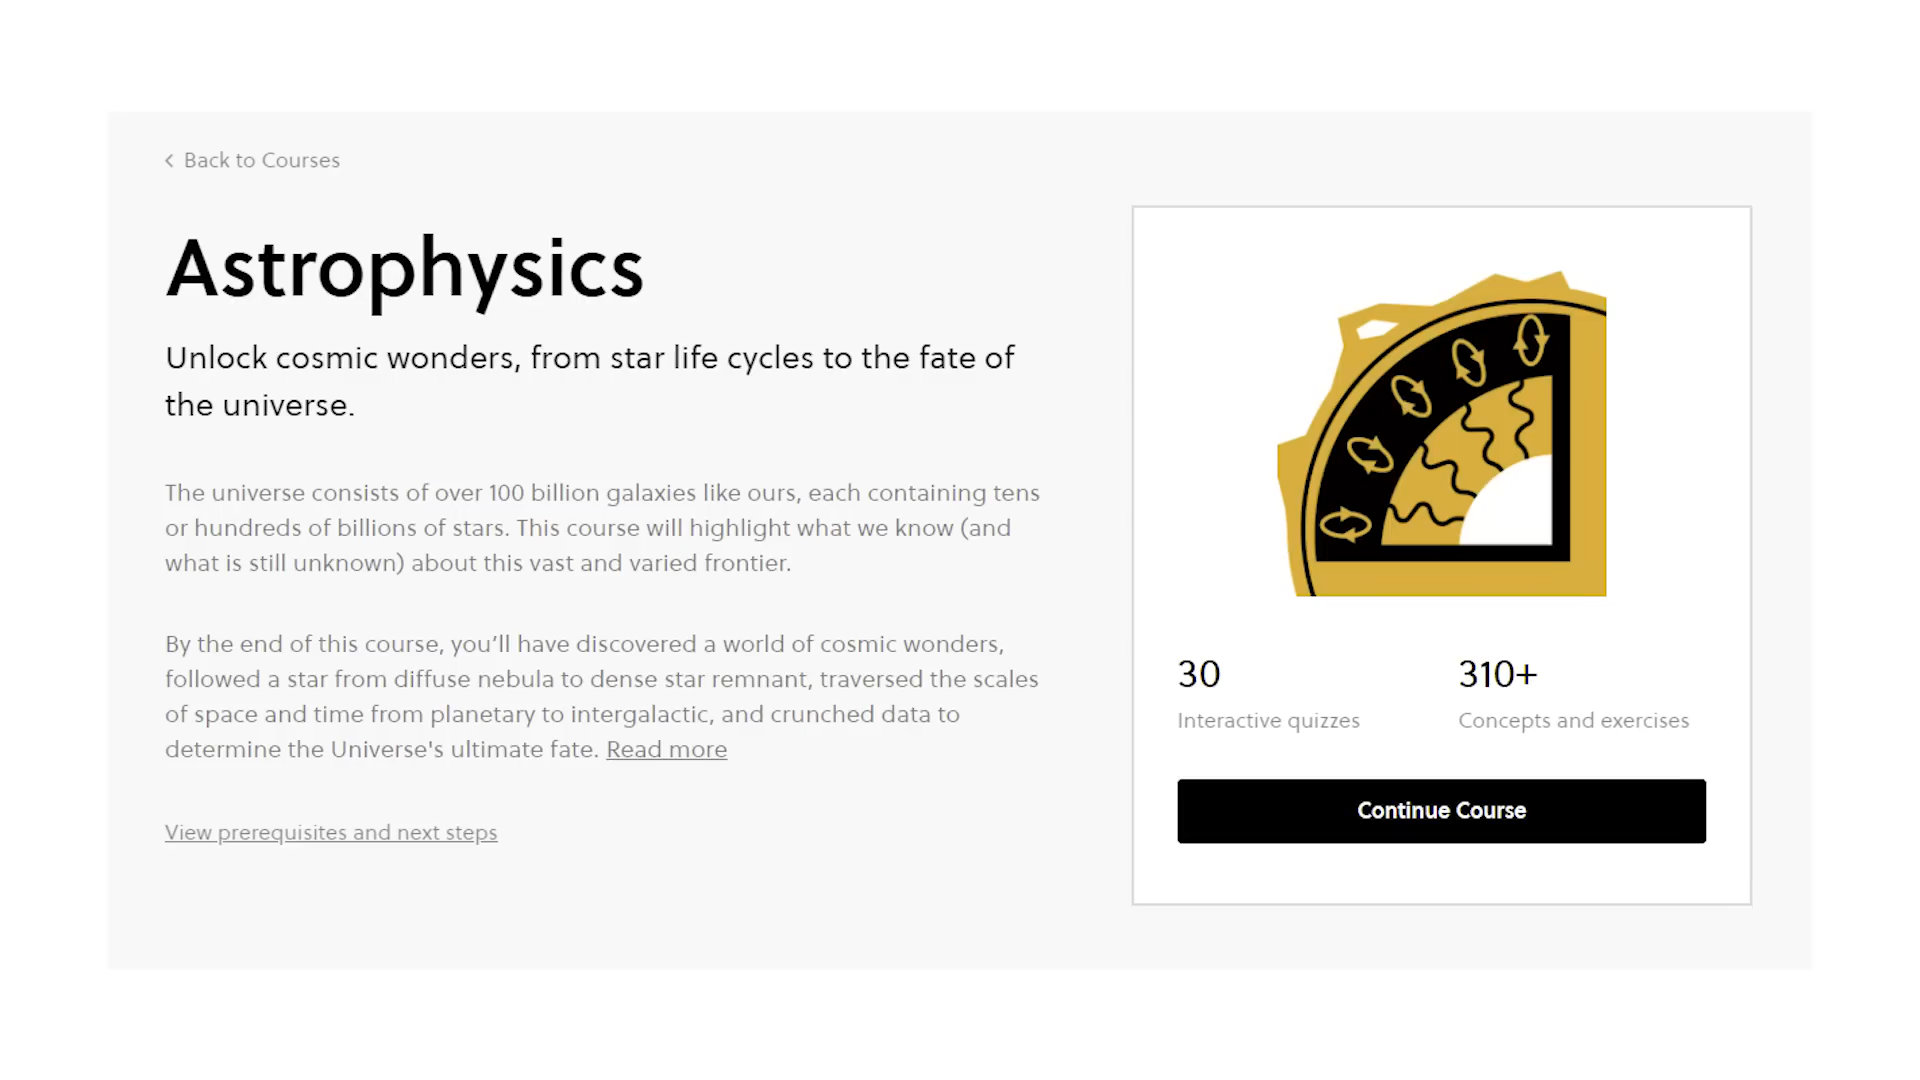 Back to Courses
Astrophysics
Unlock cosmic wonders, from star life cycles to the fate of
the universe.
The universe consists of over 100 billion galaxies like ours, each containing tens
or hundreds of billions of stars. This course will highlight what we know (and
what is still unknown) about this vast and varied frontier.
By the end of this course, you’ll have discovered a world of cosmic wonders,
followed a star from diffuse nebula to dense star remnant, traversed the scales
of space and time from planetary to intergalactic, and crunched data to
determine the Universe's ultimate fate. Read more
View prerequisites and next steps
30
Interactive quizzes
310+
Concepts and exercises
Continue Course